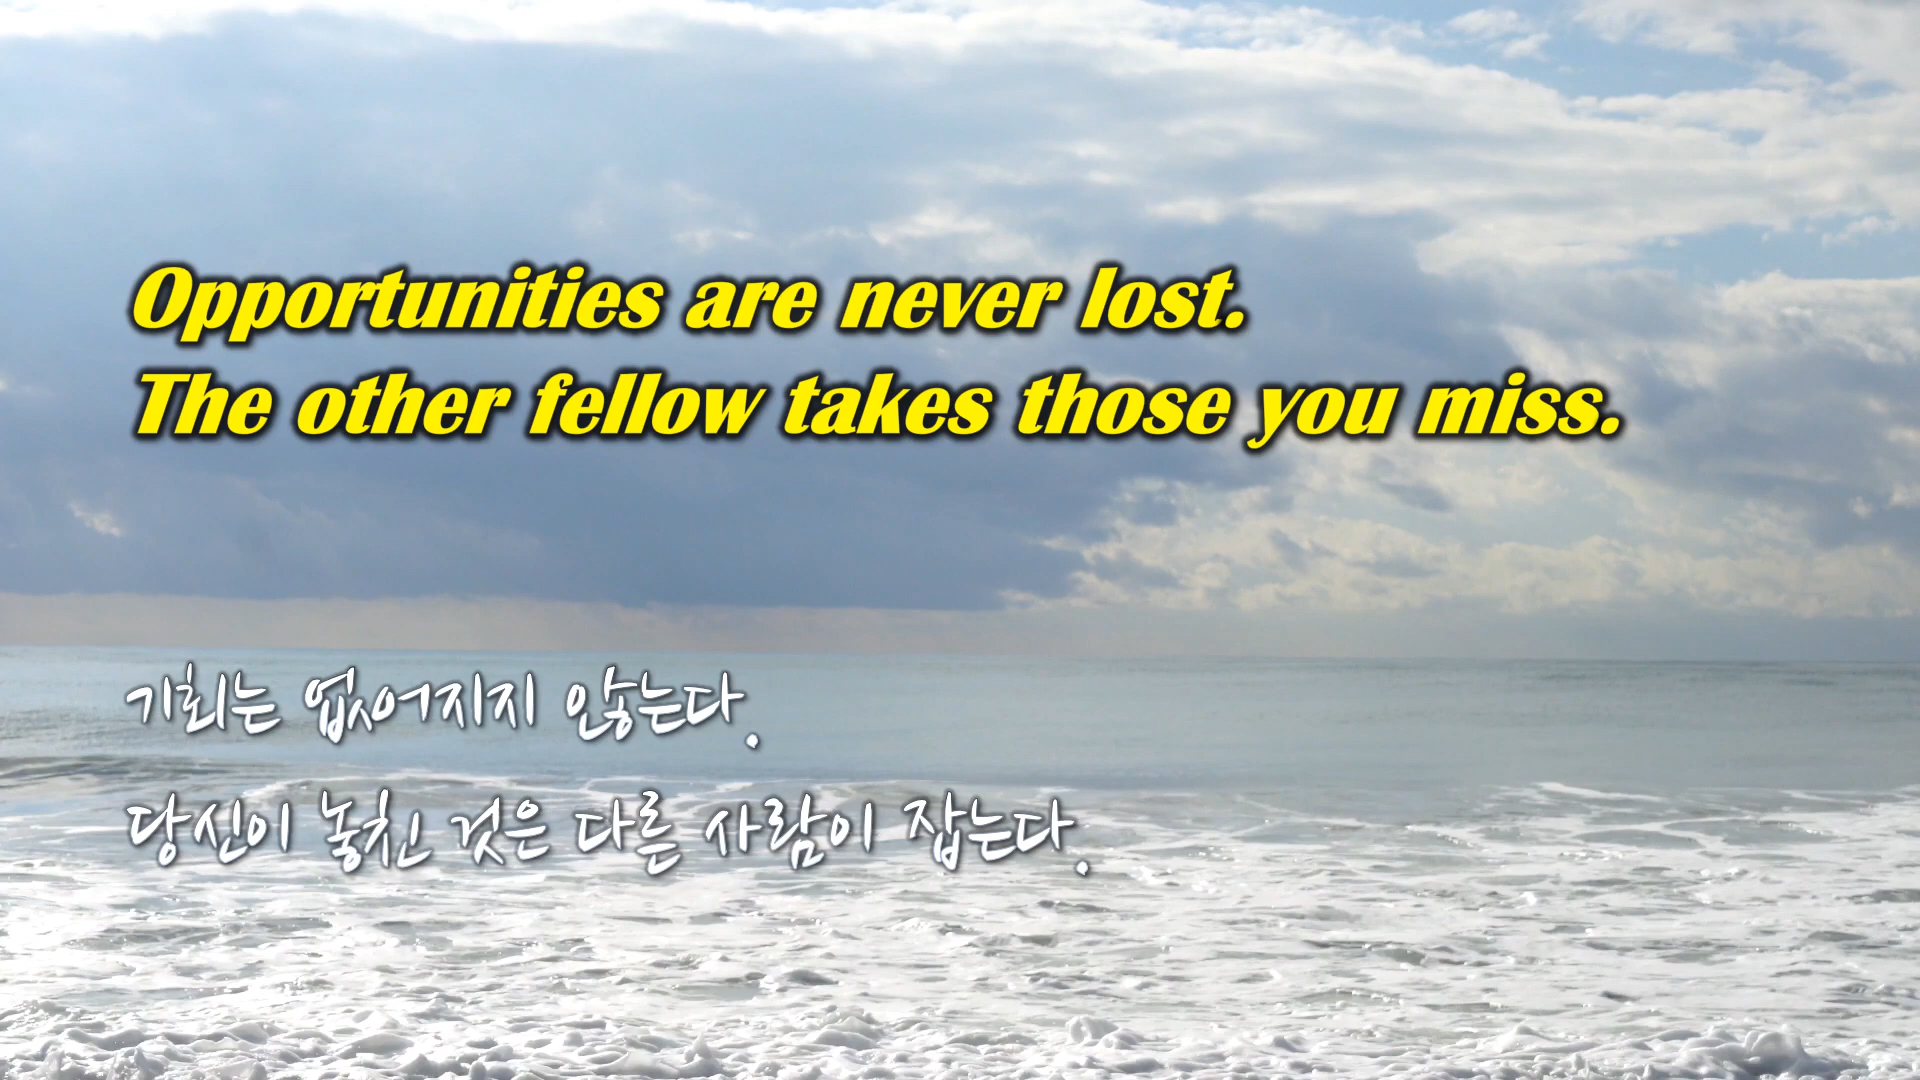 Opportunities are never lost.
The other fellow takes those you miss.
기회는 없어지지 않는다.
당신이 놓친 것은 다른 사람이 잡는다.